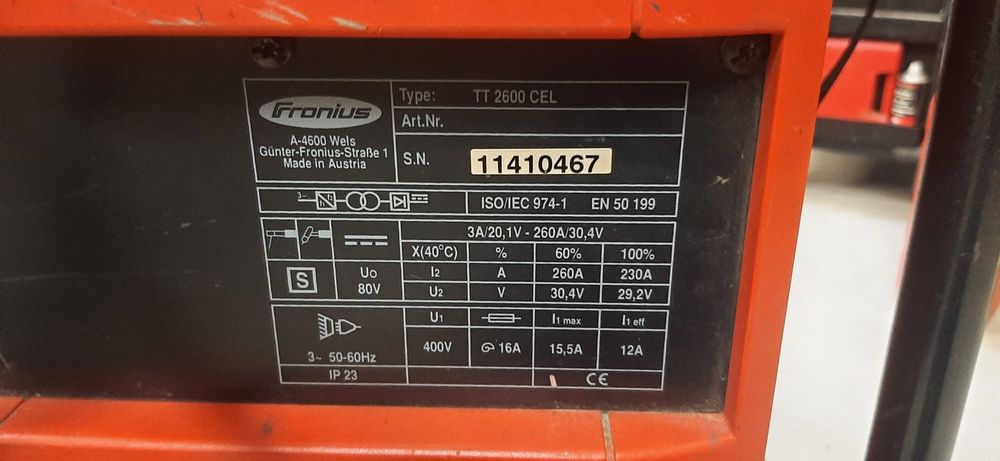 Fronius
A-4600 Wels
Günter-Fronius-Straße 1
Made in Austria
Type: TT 2600 CEL
Art.Nr.
S.N. 11410467
3~
ISO/IEC 974-1 EN 50 199
3A/20,1V - 260A/30,4V
X(40°C) % 60% 100%
S
Uo
80V
I2 A 260A 230A
U2 V 30,4V 29,2V
3~ 50-60Hz
U1 I1 max I1 eff
400V 16A 15,5A 12A
IP 23
CE